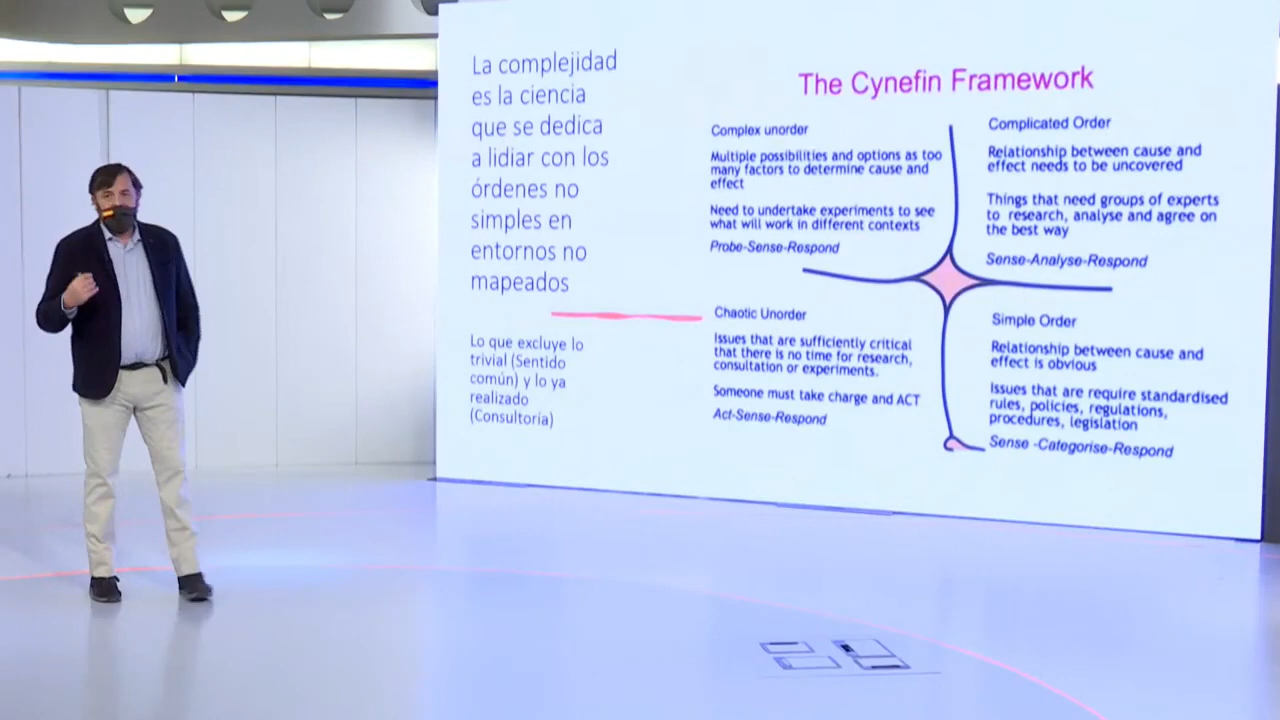 La complejidad
es la ciencia
que se dedica
a lidiar con los
órdenes no
simples en
entornos no
mapeados
Lo que excluye lo
trivial (Sentido
común) y lo ya
realizado
(Consultoría)
The Cynefin Framework
Complex unorder
Multiple possibilities and options as too
many factors to determine cause and
effect
Need to undertake experiments to see
what will work in different contexts
Probe-Sense-Respond
Complicated Order
Relationship between cause and
effect needs to be uncovered
Things that need groups of experts
to research, analyse and agree on
the best way
Sense-Analyse-Respond
Chaotic Unorder
Issues that are sufficiently critical
that there is no time for research,
consultation or experiments.
Someone must take charge and ACT
Act-Sense-Respond
Simple Order
Relationship between cause and
effect is obvious
Issues that are require standardised
rules, policies, regulations,
procedures, legislation
Sense -Categorise-Respond